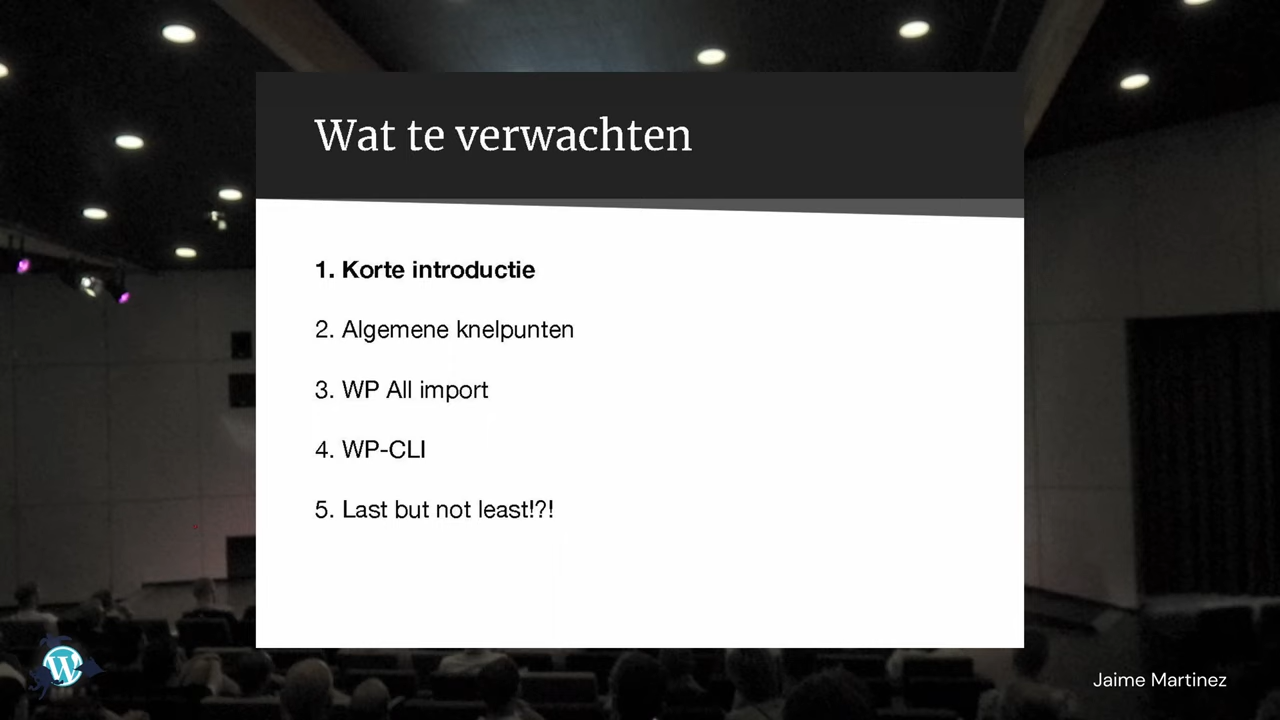 Wat te verwachten
1. Korte introductie
2. Algemene knelpunten
3. WP All import
4. WP-CLI
5. Last but not least!?!
Jaime Martinez